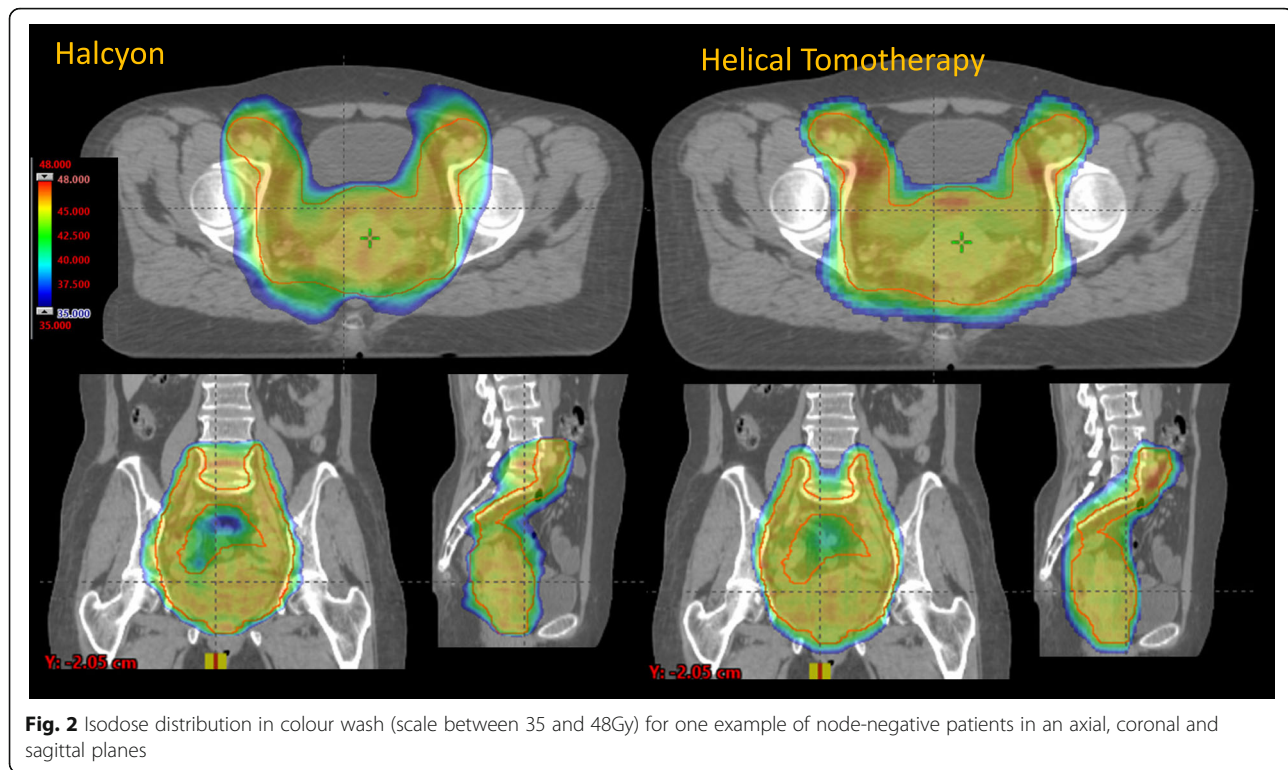 Halcyon
Helical Tomotherapy
48.000
48.000
45.000
42.500
40.000
37.500
35.000
35.000
Y: -2.05 cm
Y: -2.05 cm
Fig. 2 Isodose distribution in colour wash (scale between 35 and 48Gy) for one example of node-negative patients in an axial, coronal and
sagittal planes